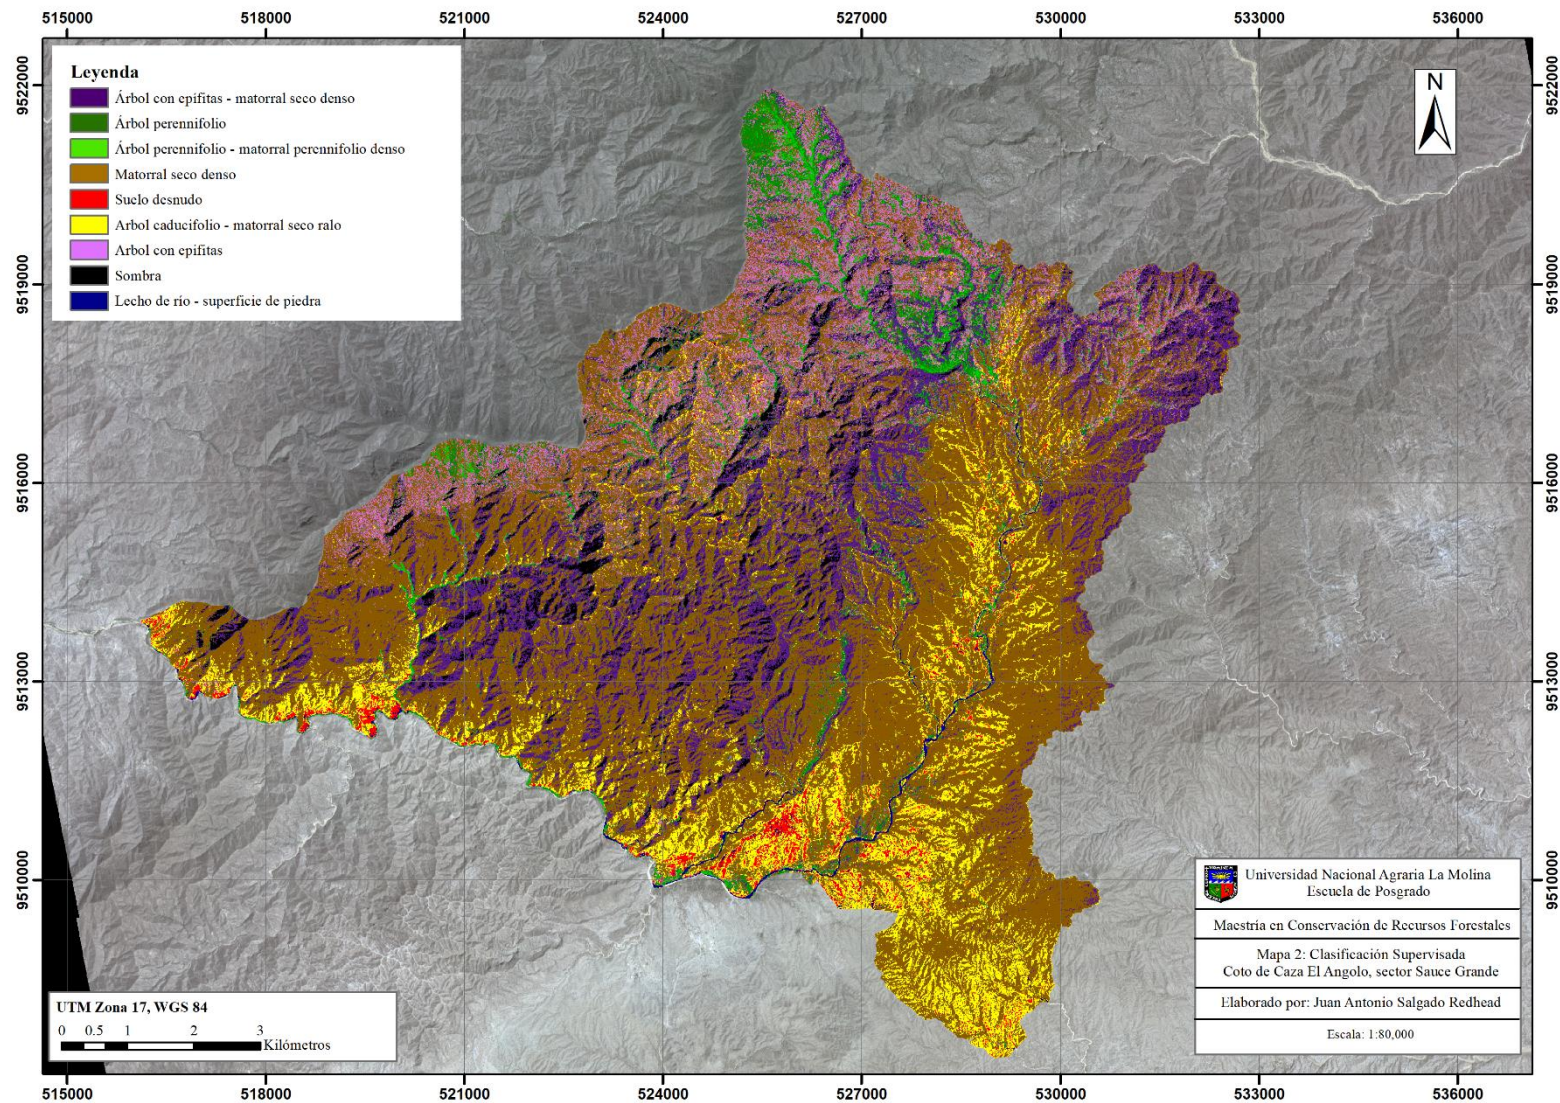 515000 518000 521000 524000 527000 530000 533000 536000
9522000
9519000
9516000
9513000
9510000
Leyenda
Árbol con epifitas - matorral seco denso
Árbol perennifolio
Árbol perennifolio - matorral perennifolio denso
Matorral seco denso
Suelo desnudo
Arbol caducifolio - matorral seco ralo
Árbol con epifitas
Sombra
Lecho de río - superficie de piedra
N
9522000
9519000
9516000
9513000
9510000
Universidad Nacional Agraria La Molina
Escuela de Posgrado
Maestría en Conservación de Recursos Forestales
Mapa 2: Clasificación Supervisada
Coto de Caza El Angolo, sector Sauce Grande
Elaborado por: Juan Antonio Salgado Redhead
Escala: 1:80,000
UTM Zona 17, WGS 84
0 0.5 1 2 3
Kilómetros
515000 518000 521000 524000 527000 530000 533000 536000